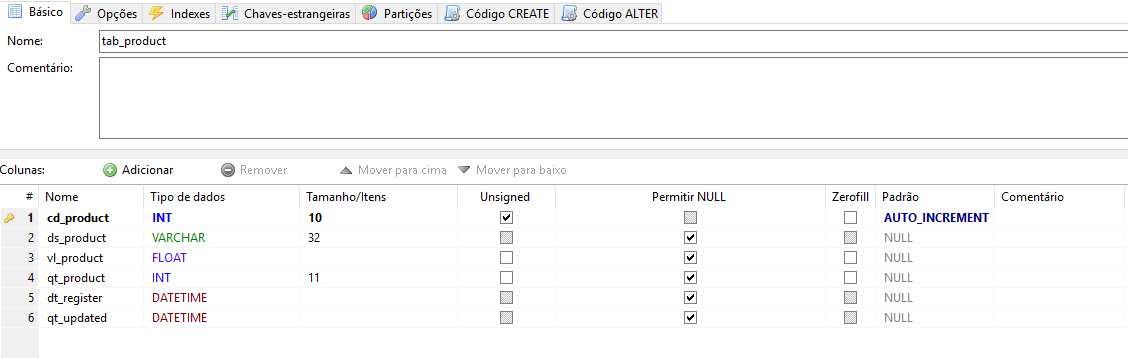 Básico Opções Indexes Chaves-estrangeiras Partições Código CREATE Código ALTER
Nome: tab_product
Comentário:
Colunas: Adicionar Remover Mover para cima Mover para baixo
# Nome Tipo de dados Tamanho/Itens Unsigned Permitir NULL Zerofill Padrão Comentário
1 cd_product INT 10 AUTO_INCREMENT
2 ds_product VARCHAR 32 NULL
3 vl_product FLOAT NULL
4 qt_product INT 11 NULL
5 dt_register DATETIME NULL
6 qt_updated DATETIME NULL